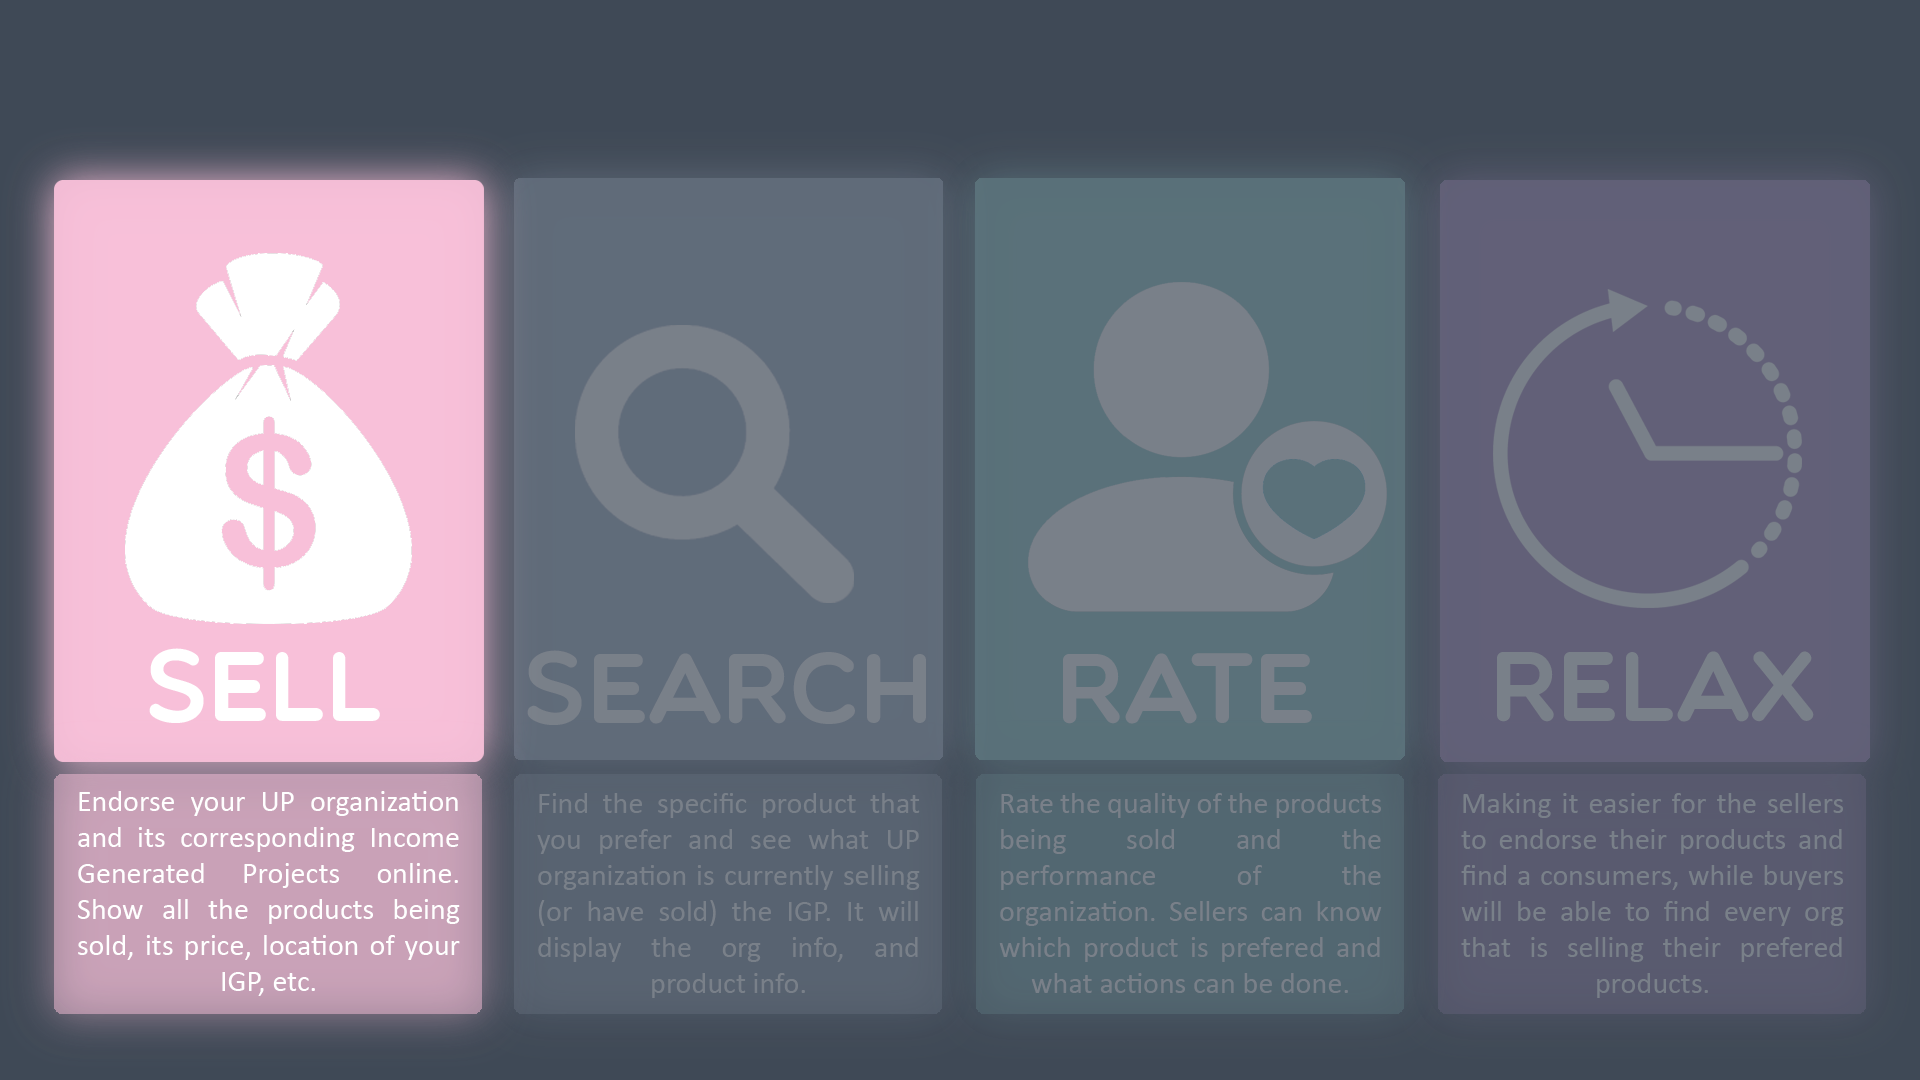 SELL
Endorse your UP organization
and its corresponding Income
Generated Projects online.
Show all the products being
sold, its price, location of your
IGP, etc.
SEARCH
Find the specific product that
you prefer and see what UP
organization is currently selling
(or have sold) the IGP. It will
display the org info, and
product info.
RATE
Rate the quality of the products
being sold and the
performance of the
organization. Sellers can know
which product is prefered and
what actions can be done.
RELAX
Making it easier for the sellers
to endorse their products and
find a consumers, while buyers
will be able to find every org
that is selling their prefered
products.